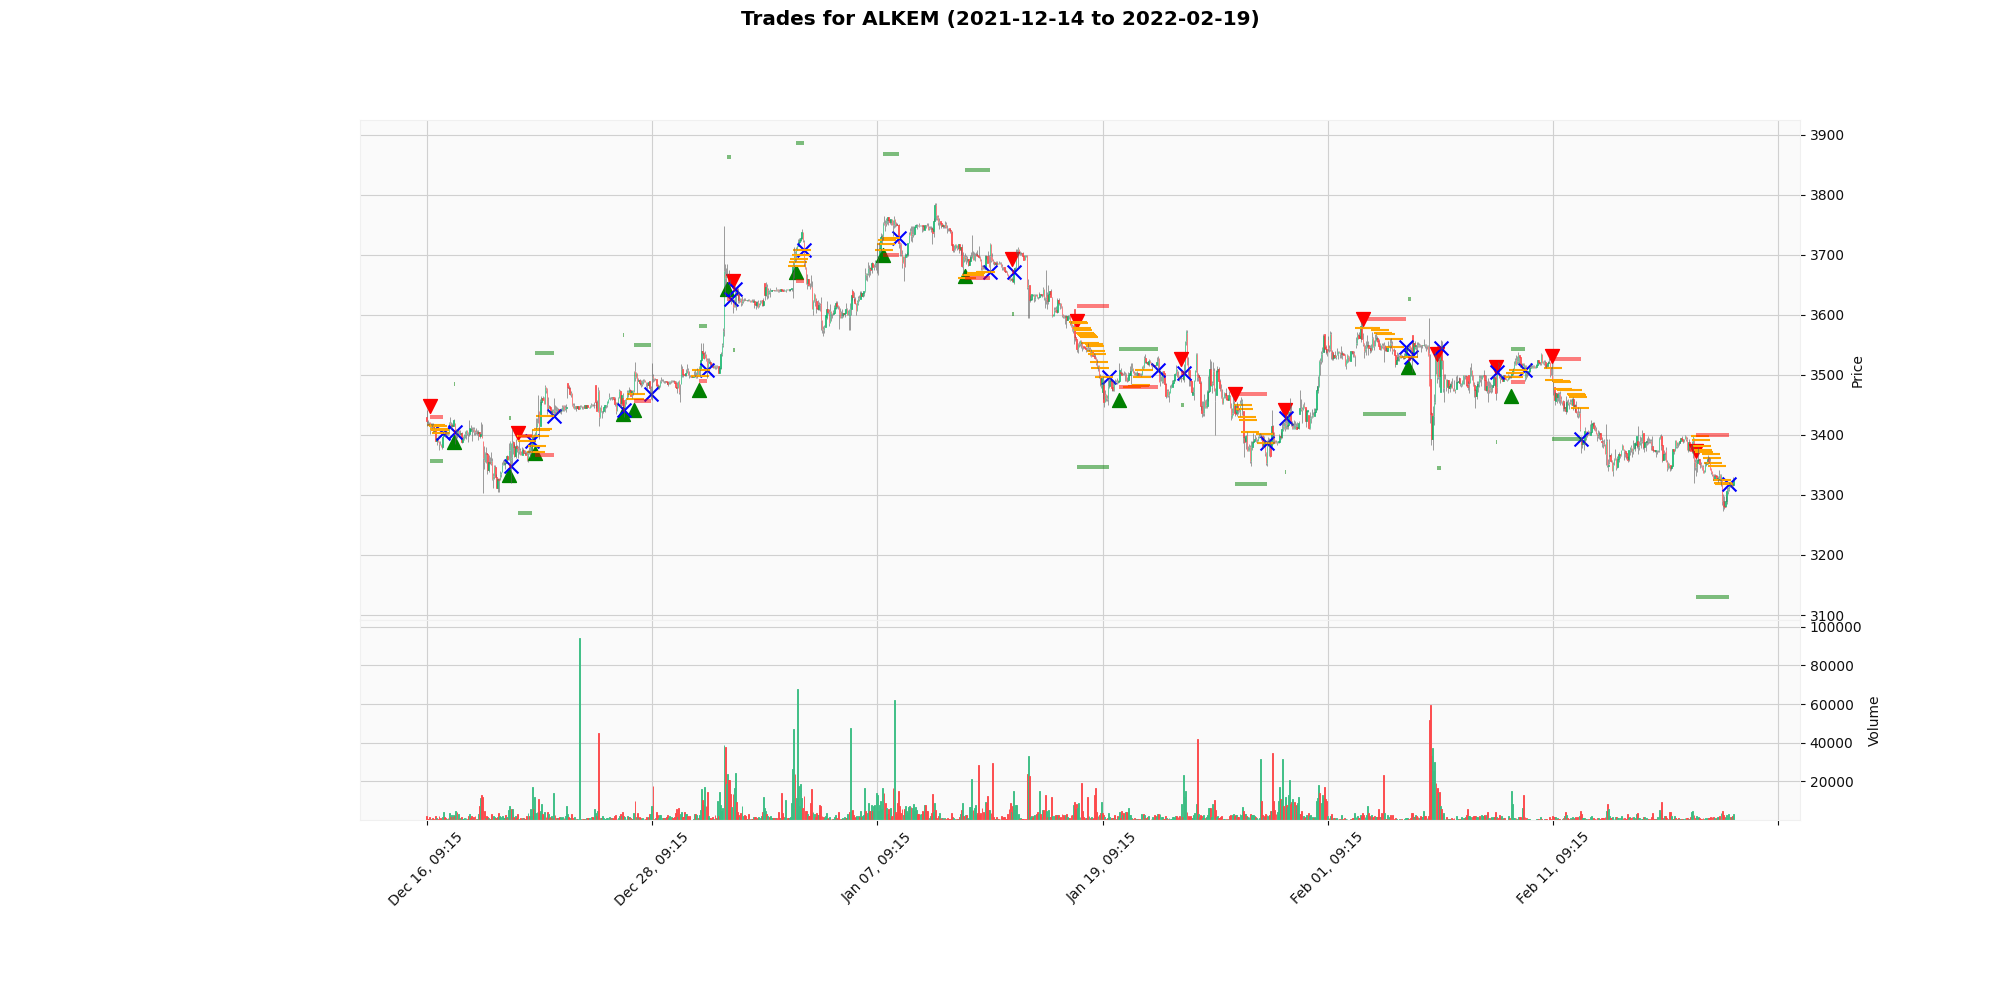 Trades for ALKEM (2021-12-14 to 2022-02-19)
3900
3800
3700
3600
3500
3400
3300
3200
3100
Price
100000
80000
60000
40000
20000
Volume
Dec 16, 09:15
Dec 28, 09:15
Jan 07, 09:15
Jan 19, 09:15
Feb 01, 09:15
Feb 11, 09:15